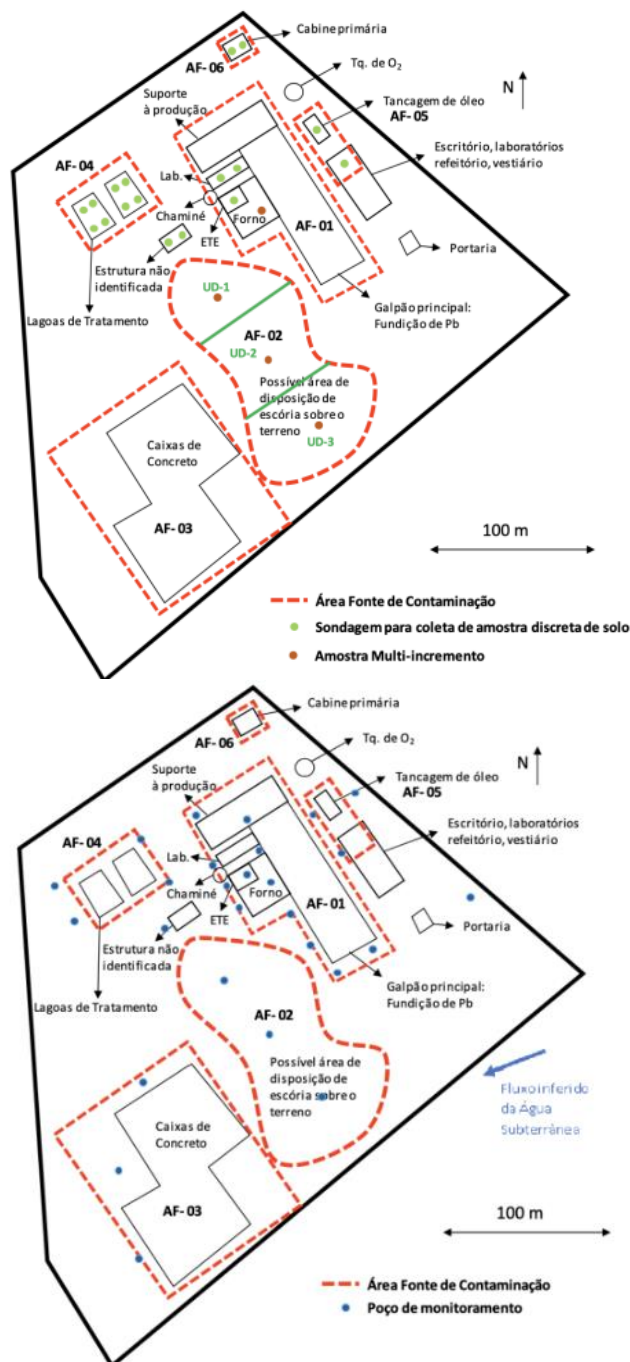 Cabine primária
AF- 06
Tq. de O2
N
Suporte
à produção
Tancagem de óleo
AF- 05
AF- 04
Escritório, laboratórios
refeitório, vestiário
Lab.
Chaminé
Forno
AF- 01
ETE
Portaria
Estrutura não
identificada
UD-1
Galpão principal:
Fundição de Pb
Lagoas de Tratamento
AF- 02
UD-2
Possível área de
disposição de
escória sobre o
terreno
UD-3
Caixas de
Concreto
AF- 03
100 m
Área Fonte de Contaminação
Sondagem para coleta de amostra discreta de solo
Amostra Multi-incremento
Cabine primária
AF- 06
Tq. de O2
N
Suporte
à produção
Tancagem de óleo
AF- 05
AF- 04
Escritório, laboratórios
refeitório, vestiário
Lab.
Chaminé
Forno
AF- 01
ETE
Portaria
Estrutura não
identificada
Galpão principal:
Fundição de Pb
Lagoas de Tratamento
AF- 02
Possível área de
disposição de
escória sobre o
terreno
Fluxo inferido
da Água
Subterrânea
Caixas de
Concreto
AF- 03
100 m
Área Fonte de Contaminação
Poço de monitoramento